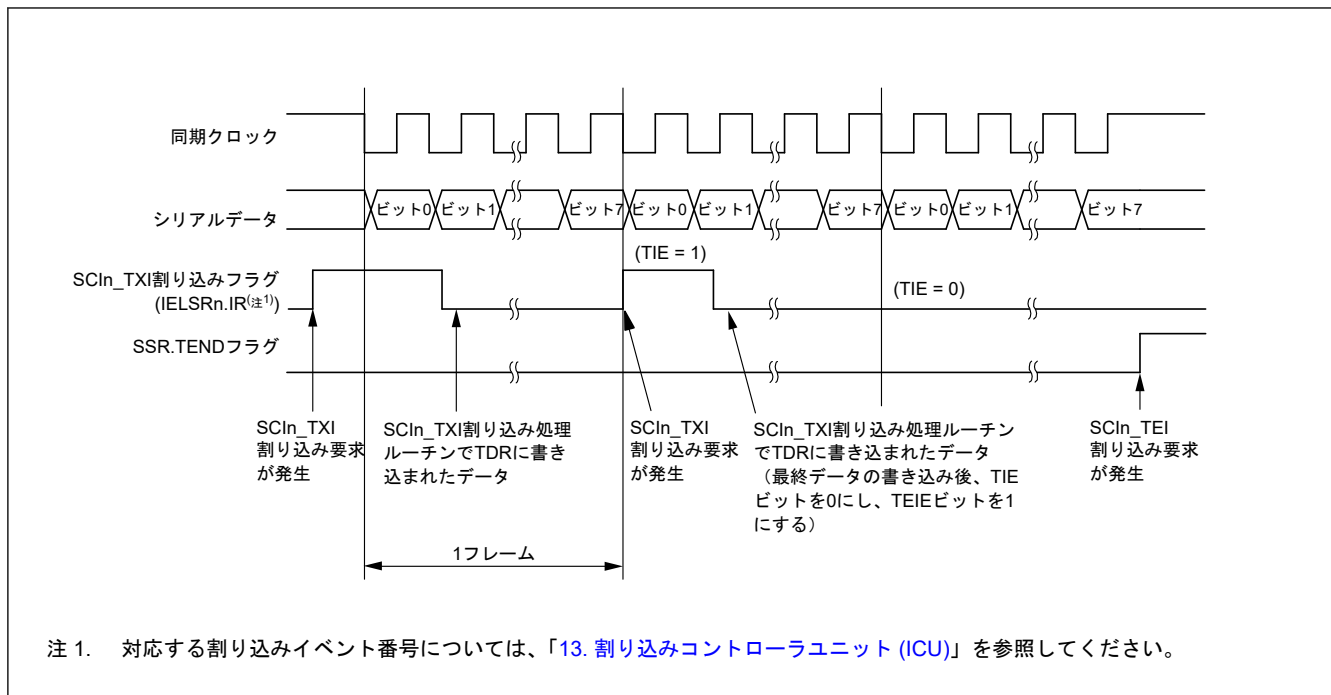 同期クロック
シリアルデータ
ビット0 ビット1 ビット7 ビット0 ビット1 ビット7 ビット0 ビット1 ビット7
(TIE = 1)
SCIn_TXI割り込みフラグ
(IELSRn.IR(注1))
(TIE = 0)
SSR.TENDフラグ
SCIn_TXI
割り込み要求
が発生
SCIn_TXI割り込み処理
ルーチンでTDRに書き
込まれたデータ
SCIn_TXI
割り込み要求
が発生
SCIn_TXI割り込み処理ルーチン
でTDRに書き込まれたデータ
（最終データの書き込み後、TIE
ビットを0にし、TEIEビットを1
にする）
SCIn_TEI
割り込み要求
が発生
1フレーム
注 1. 対応する割り込みイベント番号については、「13. 割り込みコントローラユニット (ICU)」を参照してください。